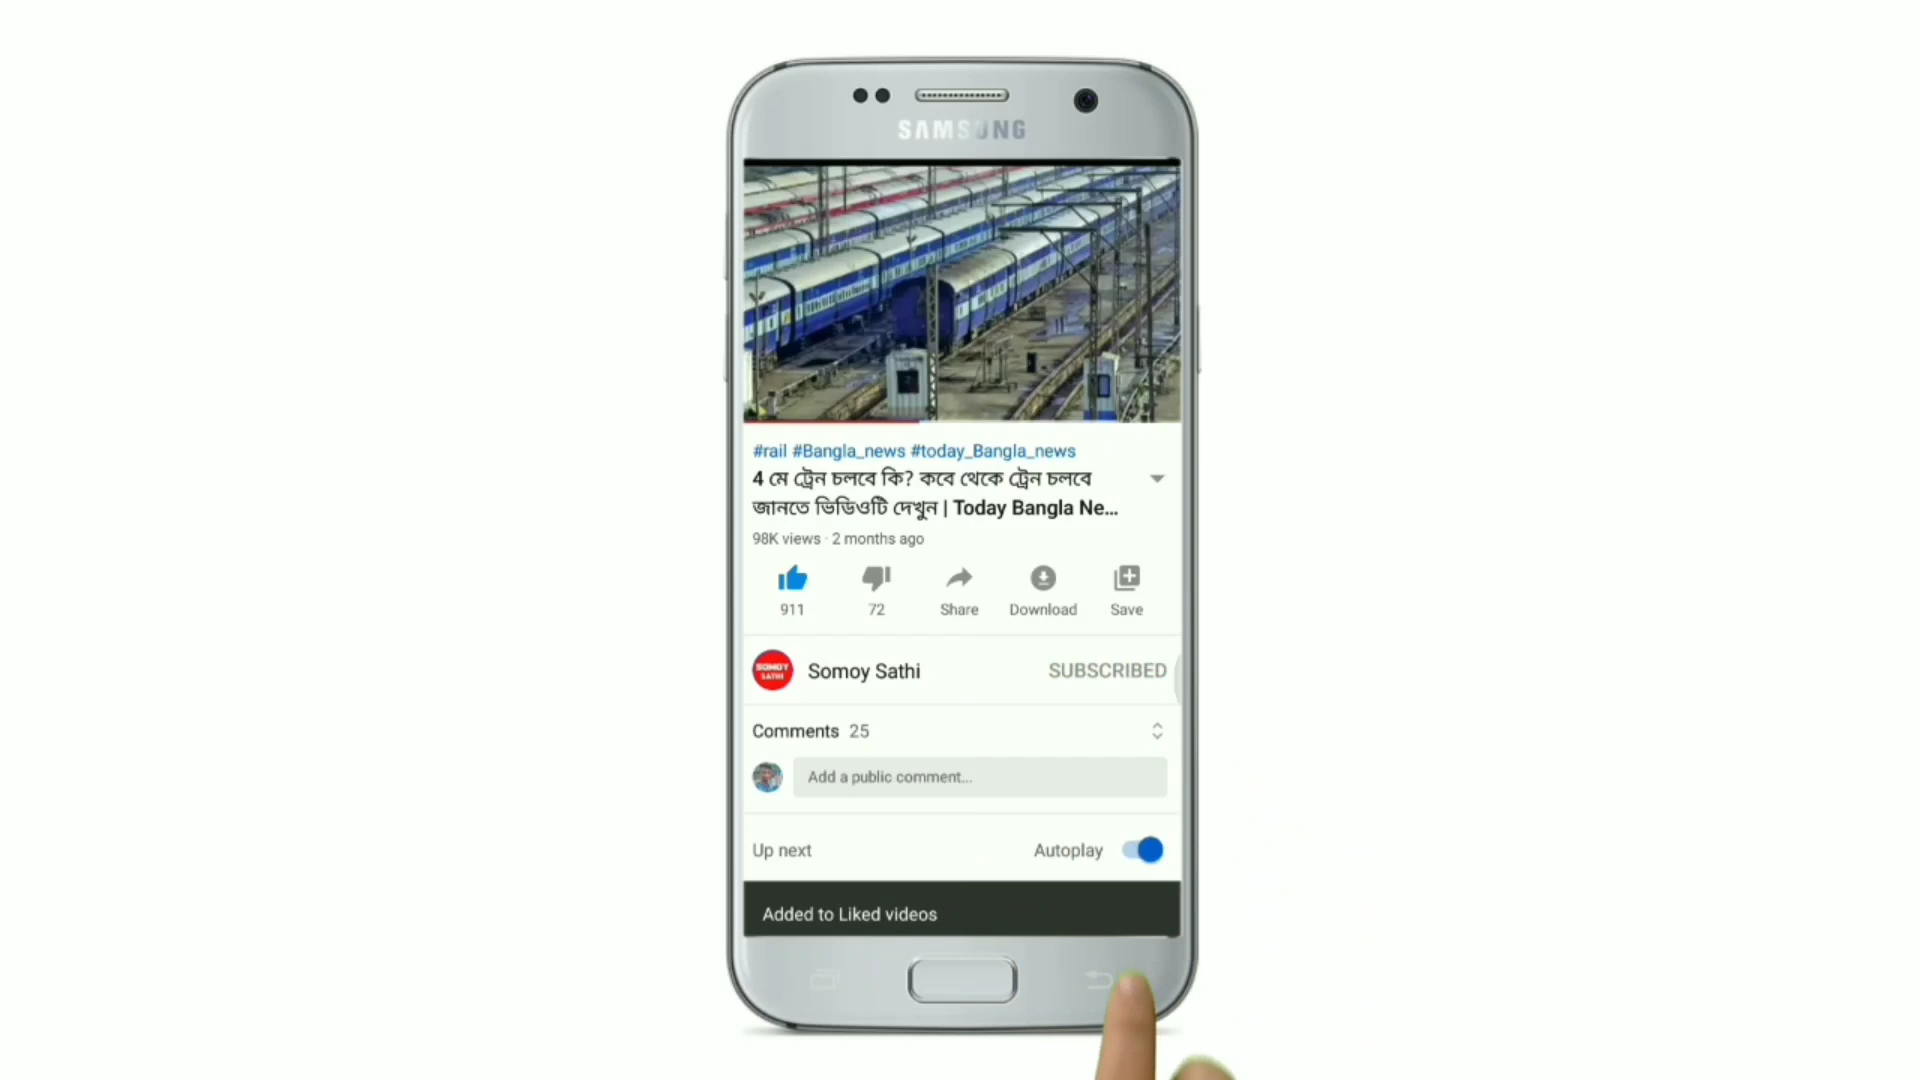 SAMSUNG
#rail #Bangla_news #today_Bangla_news
4 মে ট্রেন চলবে কি? কবে থেকে ট্রেন চলবে
জানতে ভিডিওটি দেখুন | Today Bangla Ne...
98K views · 2 months ago
911 72 Share Download Save
SOMOY
SATHI
Somoy Sathi SUBSCRIBED
Comments 25
Add a public comment...
Up next Autoplay
Added to Liked videos